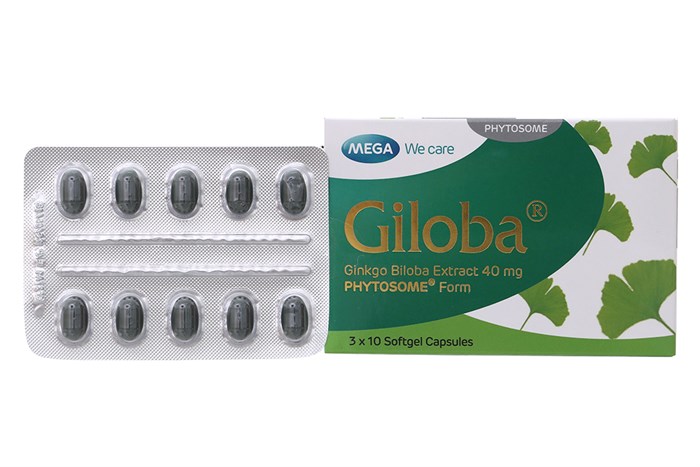 PHYTOSOME
MEGA We care
Giloba®
Ginkgo Biloba Extract 40 mg
PHYTOSOME® Form
3 x 10 Softgel Capsules